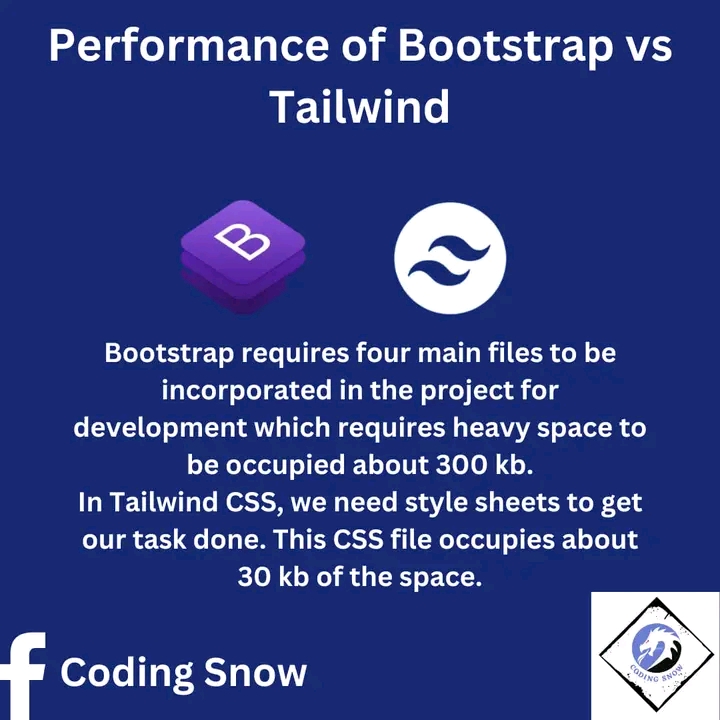 Performance of Bootstrap vs
Tailwind
B
Bootstrap requires four main files to be
incorporated in the project for
development which requires heavy space to
be occupied about 300 kb.
In Tailwind CSS, we need style sheets to get
our task done. This CSS file occupies about
30 kb of the space.
f Coding Snow
CODING SNOW